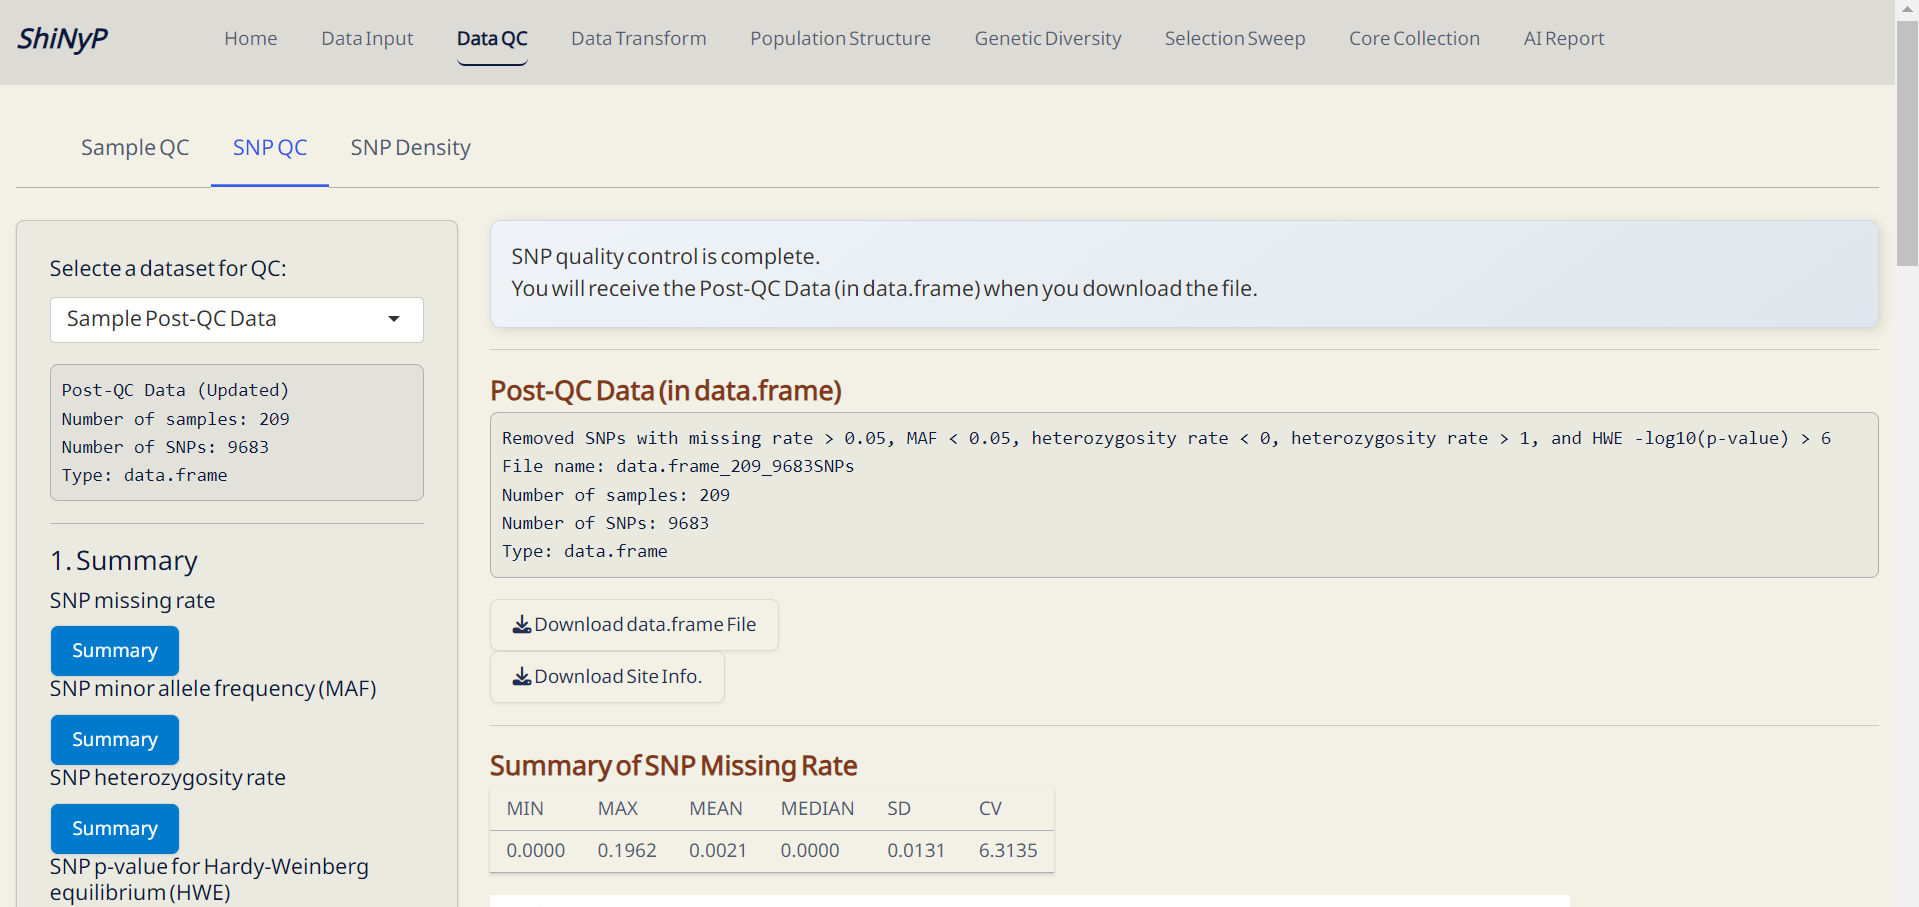 ShiNyP
Home
Data Input
Data QC
Data Transform
Population Structure
Genetic Diversity
Selection Sweep
Core Collection
AI Report
Sample QC
SNP QC
SNP Density
Selecte a dataset for QC:
Sample Post-QC Data
Post-QC Data (Updated)
Number of samples: 209
Number of SNPs: 9683
Type: data.frame
1. Summary
SNP missing rate
Summary
SNP minor allele frequency (MAF)
Summary
SNP heterozygosity rate
Summary
SNP p-value for Hardy-Weinberg
equilibrium (HWE)
SNP quality control is complete.
You will receive the Post-QC Data (in data.frame) when you download the file.
Post-QC Data (in data.frame)
Removed SNPs with missing rate > 0.05, MAF < 0.05, heterozygosity rate < 0, heterozygosity rate > 1, and HWE -log10(p-value) > 6
File name: data.frame_209_9683SNPs
Number of samples: 209
Number of SNPs: 9683
Type: data.frame
Download data.frame File
Download Site Info.
Summary of SNP Missing Rate
MIN MAX MEAN MEDIAN SD CV
0.0000 0.1962 0.0021 0.0000 0.0131 6.3135